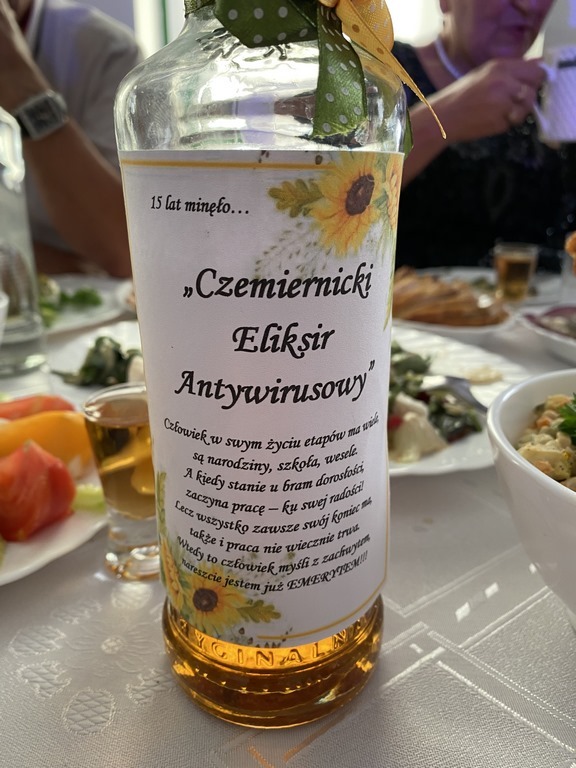 15 lat minęło...
„Czemiernicki
Eliksir
Antywirusowy”
Człowiek w swym życiu etapów ma wiele,
są narodziny, szkoła, wesele.
A kiedy stanie u bram dorosłości,
zaczyna pracę – ku swej radości!
Lecz wszystko zawsze swój koniec ma,
także i praca nie wiecznie trwa.
Wtedy to człowiek myśli z zachwytem,
nareszcie jestem już EMERYTEM!!!
ORYGINALNA